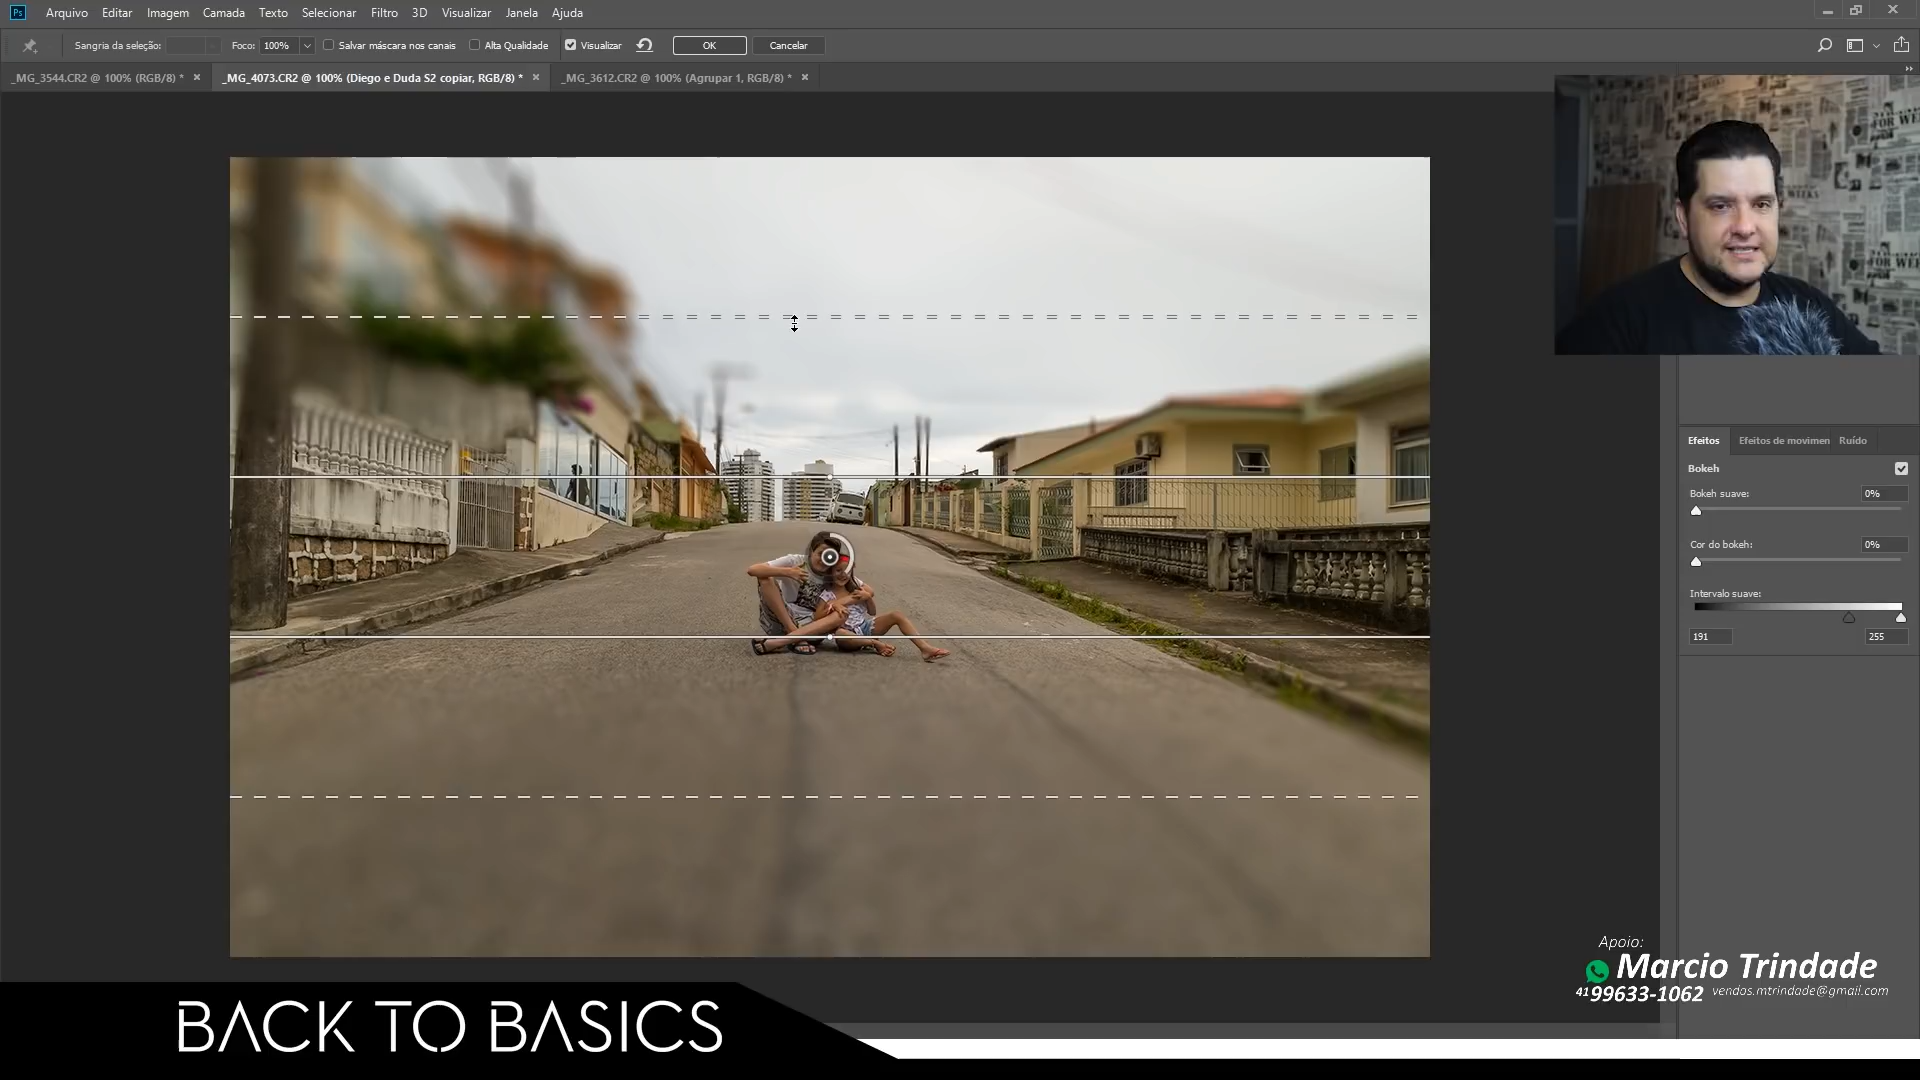 Ps Arquivo Editar Imagem Camada Texto Selecionar Filtro 3D Visualizar Janela Ajuda
Sangria da seleção: Foco: 100% Salvar máscara nos canais Alta Qualidade Visualizar OK Cancelar
_MG_3544.CR2 @ 100% (RGB/8) * × _MG_4073.CR2 @ 100% (Diego e Duda S2 copiar, RGB/8) * × _MG_3612.CR2 @ 100% (Agrupar 1, RGB/8) * ×
Efeitos Efeitos de movimen Ruído
Bokeh
Bokeh suave: 0%
Cor do bokeh: 0%
Intervalo suave:
191 255
Apoio:
Marcio Trindade
4199633-1062 vendas.mtrindade@gmail.com
BACK TO BASICS